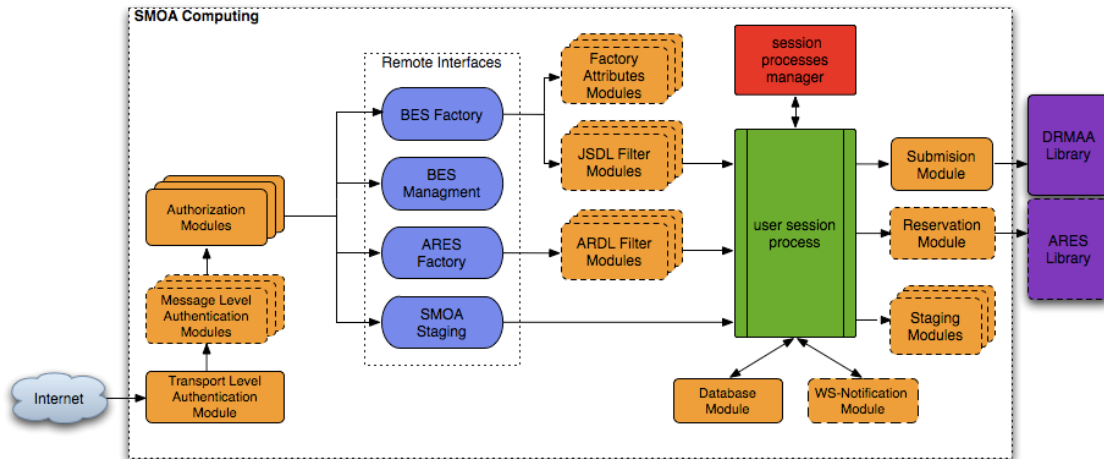 SMOA Computing
Remote Interfaces
BES Factory
BES
Managment
ARES
Factory
SMOA
Staging
Factory
Attributes
Modules
JSDL Filter
Modules
ARDL Filter
Modules
session
processes
manager
user session
process
Submision
Module
Reservation
Module
Staging
Modules
DRMAA
Library
ARES
Library
Authorization
Modules
Message Level
Authentication
Modules
Transport Level
Authentication
Module
Internet
Database
Module
WS-Notification
Module